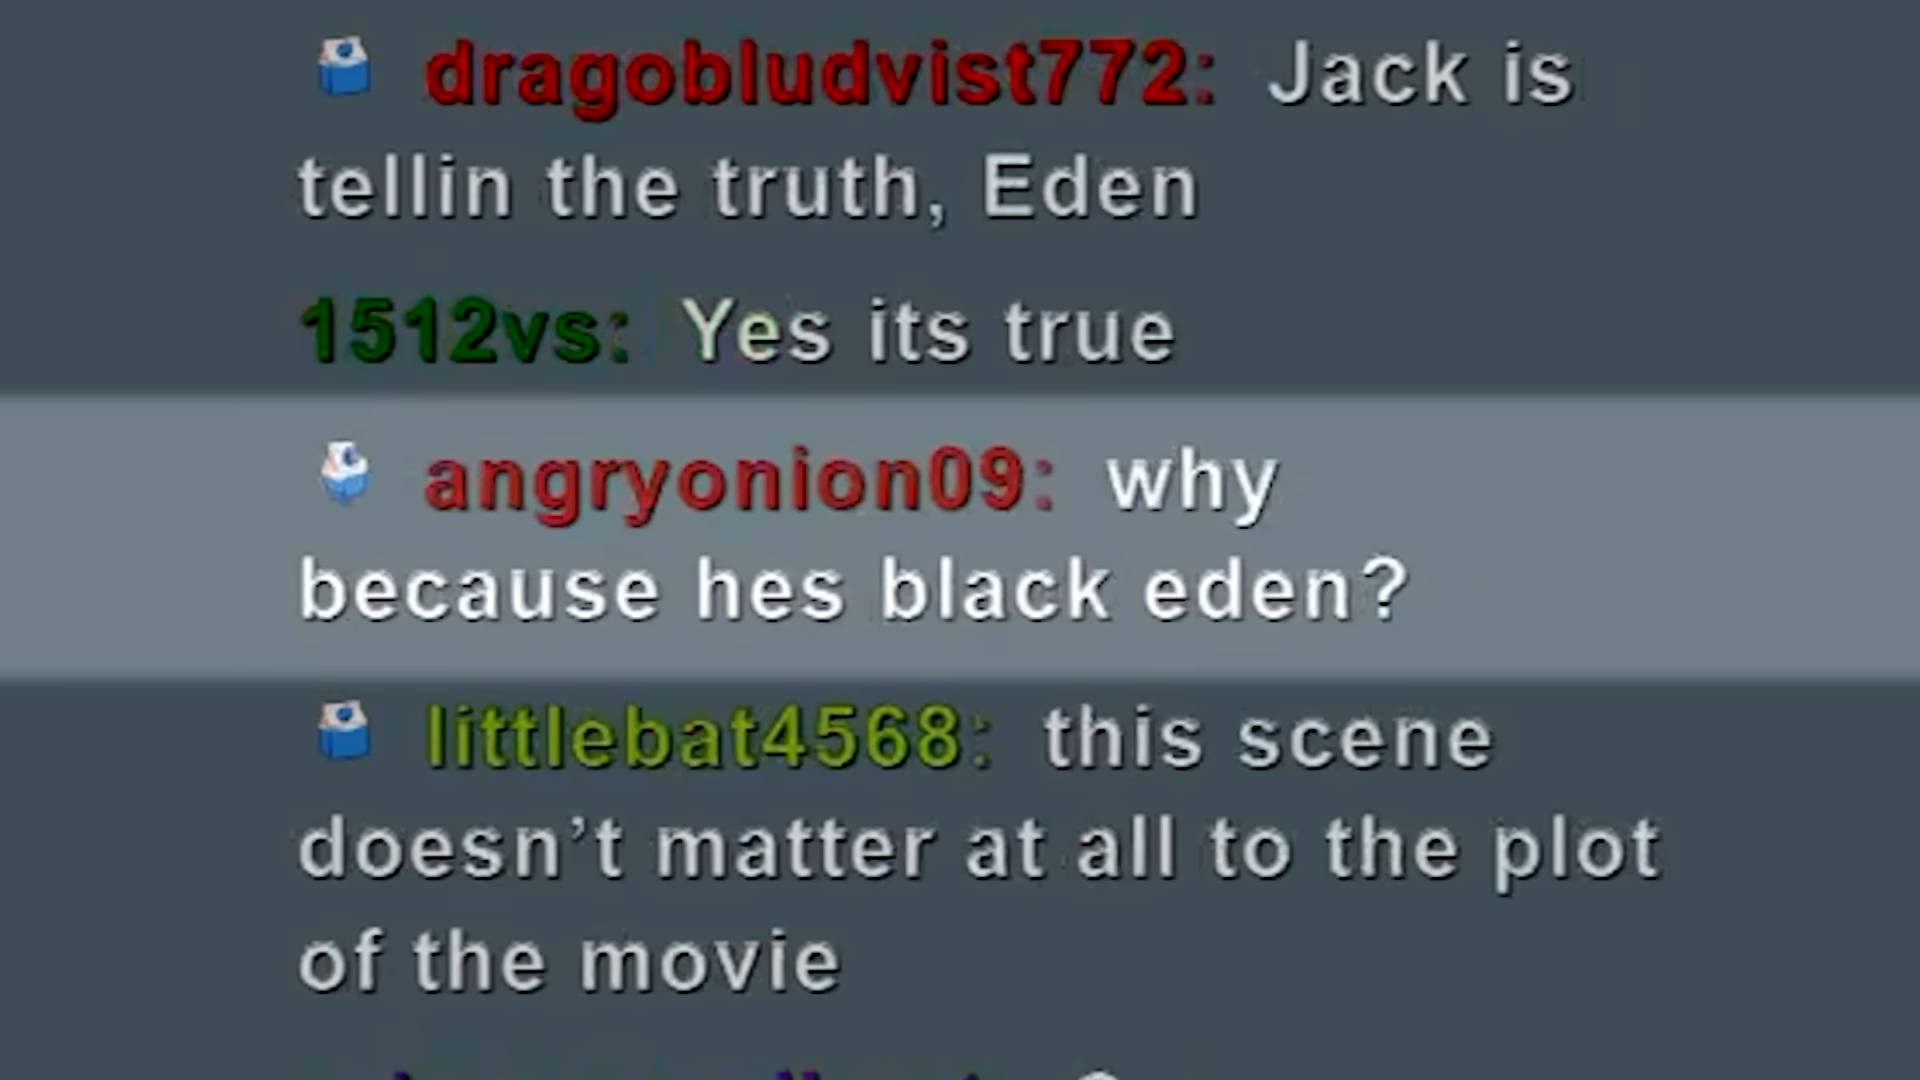 dragobludvist772: Jack is
tellin the truth, Eden
1512vs: Yes its true
angryonion09: why
because hes black eden?
littlebat4568: this scene
doesn’t matter at all to the plot
of the movie